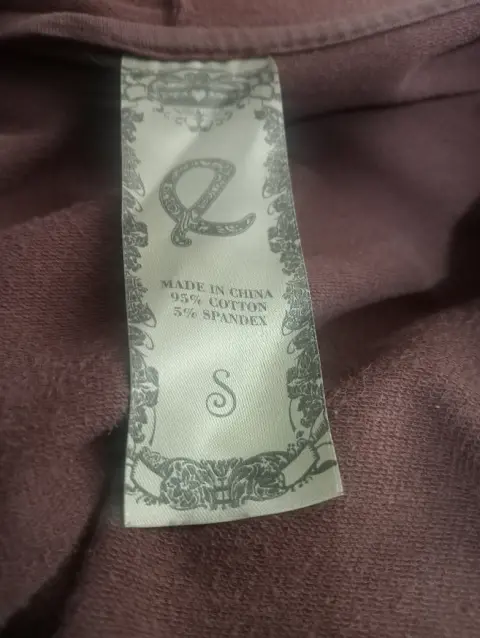 MADE IN CHINA
95% COTTON
5% SPANDEX
S